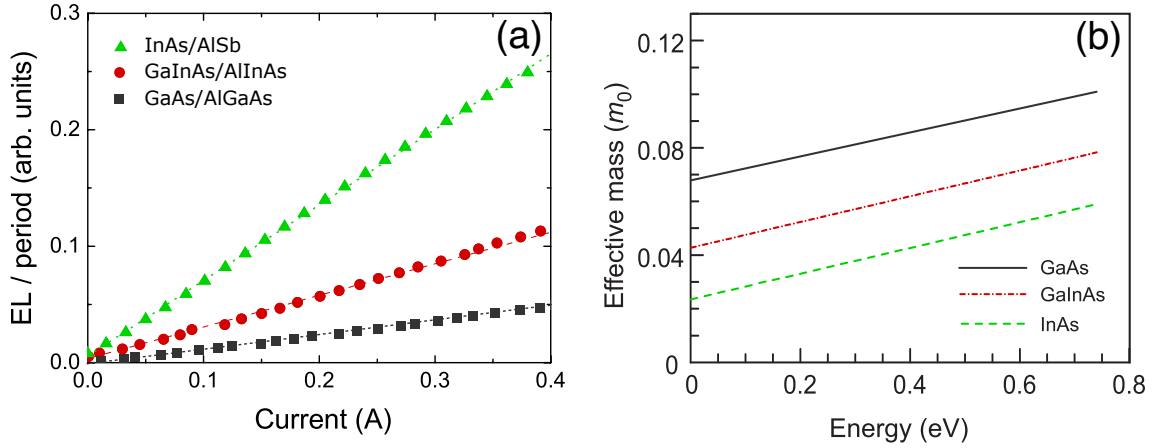 (a)
InAs/AlSb
GaInAs/AlInAs
GaAs/AlGaAs
EL / period (arb. units)
0.3
0.2
0.1
0.0
0.0 0.1 0.2 0.3 0.4
Current (A)
(b)
Effective mass (m0)
0.12
0.08
0.04
0
GaAs
GaInAs
InAs
0 0.2 0.4 0.6 0.8
Energy (eV)